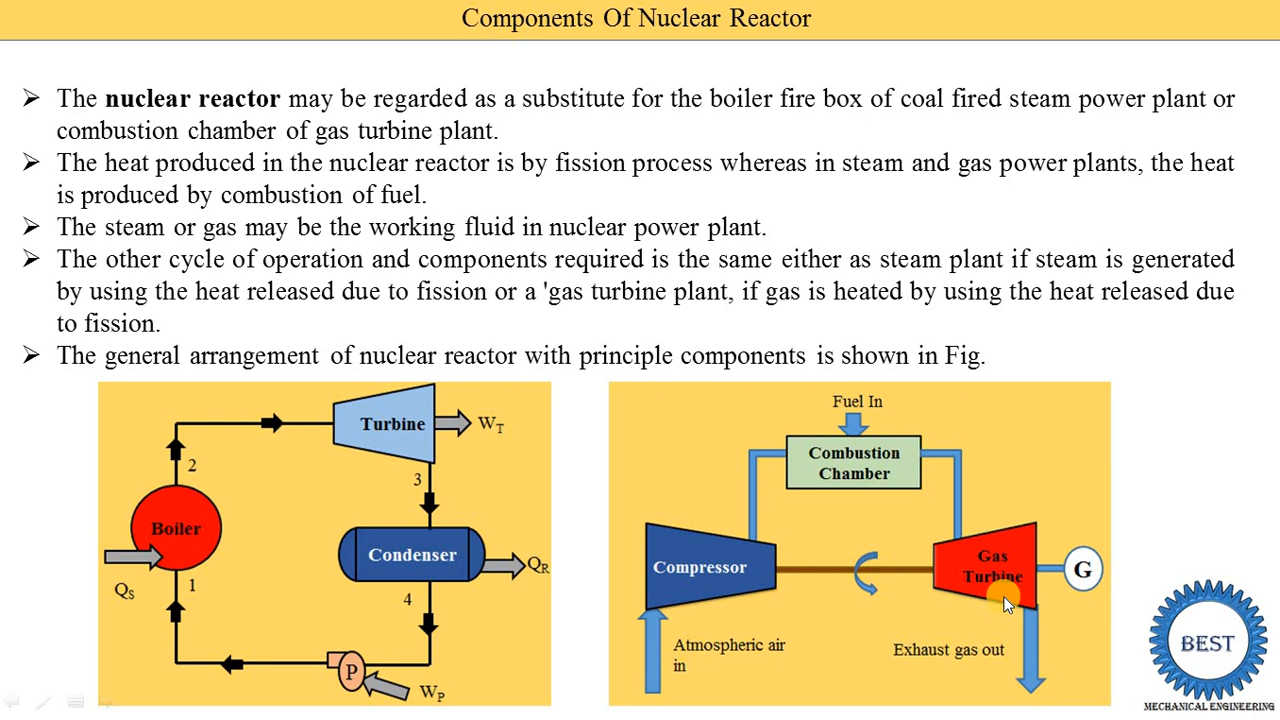 Components Of Nuclear Reactor
➢ The nuclear reactor may be regarded as a substitute for the boiler fire box of coal fired steam power plant or
combustion chamber of gas turbine plant.
➢ The heat produced in the nuclear reactor is by fission process whereas in steam and gas power plants, the heat
is produced by combustion of fuel.
➢ The steam or gas may be the working fluid in nuclear power plant.
➢ The other cycle of operation and components required is the same either as steam plant if steam is generated
by using the heat released due to fission or a 'gas turbine plant, if gas is heated by using the heat released due
to fission.
➢ The general arrangement of nuclear reactor with principle components is shown in Fig.
Turbine
WT
2
3
Boiler
Condenser
QR
QS
1
4
P
WP
Fuel In
Combustion
Chamber
Compressor
Gas
Turbine
G
Atmospheric air
in
Exhaust gas out
BEST
MECHANICAL ENGINEERING